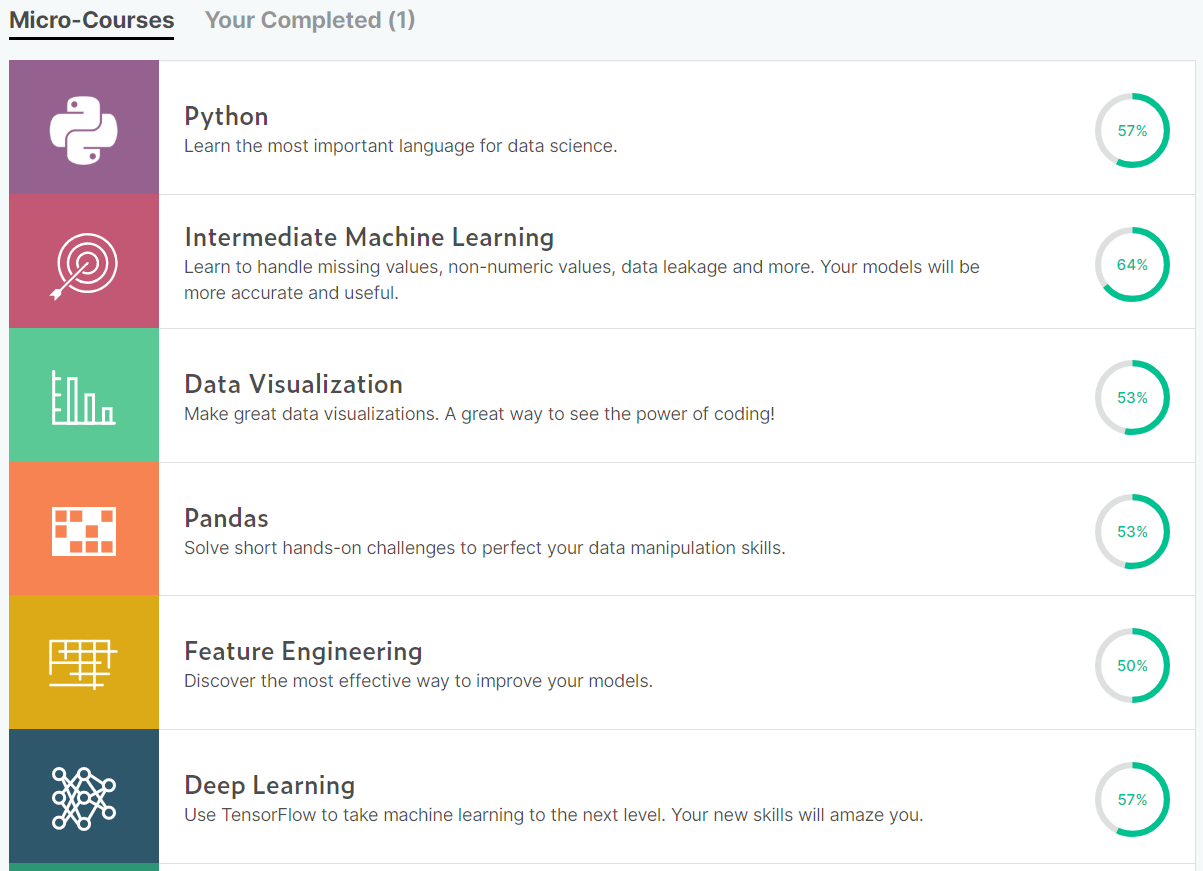 Micro-Courses Your Completed (1)
Python
Learn the most important language for data science.
57%
Intermediate Machine Learning
Learn to handle missing values, non-numeric values, data leakage and more. Your models will be
more accurate and useful.
64%
Data Visualization
Make great data visualizations. A great way to see the power of coding!
53%
Pandas
Solve short hands-on challenges to perfect your data manipulation skills.
53%
Feature Engineering
Discover the most effective way to improve your models.
50%
Deep Learning
Use TensorFlow to take machine learning to the next level. Your new skills will amaze you.
57%